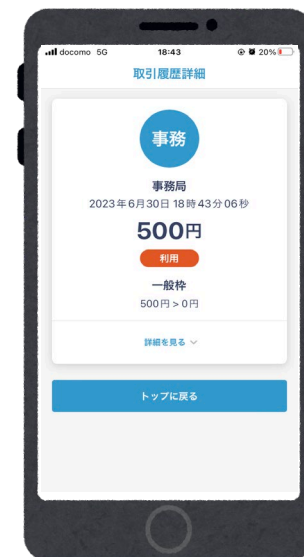 docomo 5G 18:43 20%
取引履歴詳細
事務
事務局
2023年6月30日 18時43分06秒
500円
利用
一般枠
500円 > 0円
詳細を見る
トップに戻る